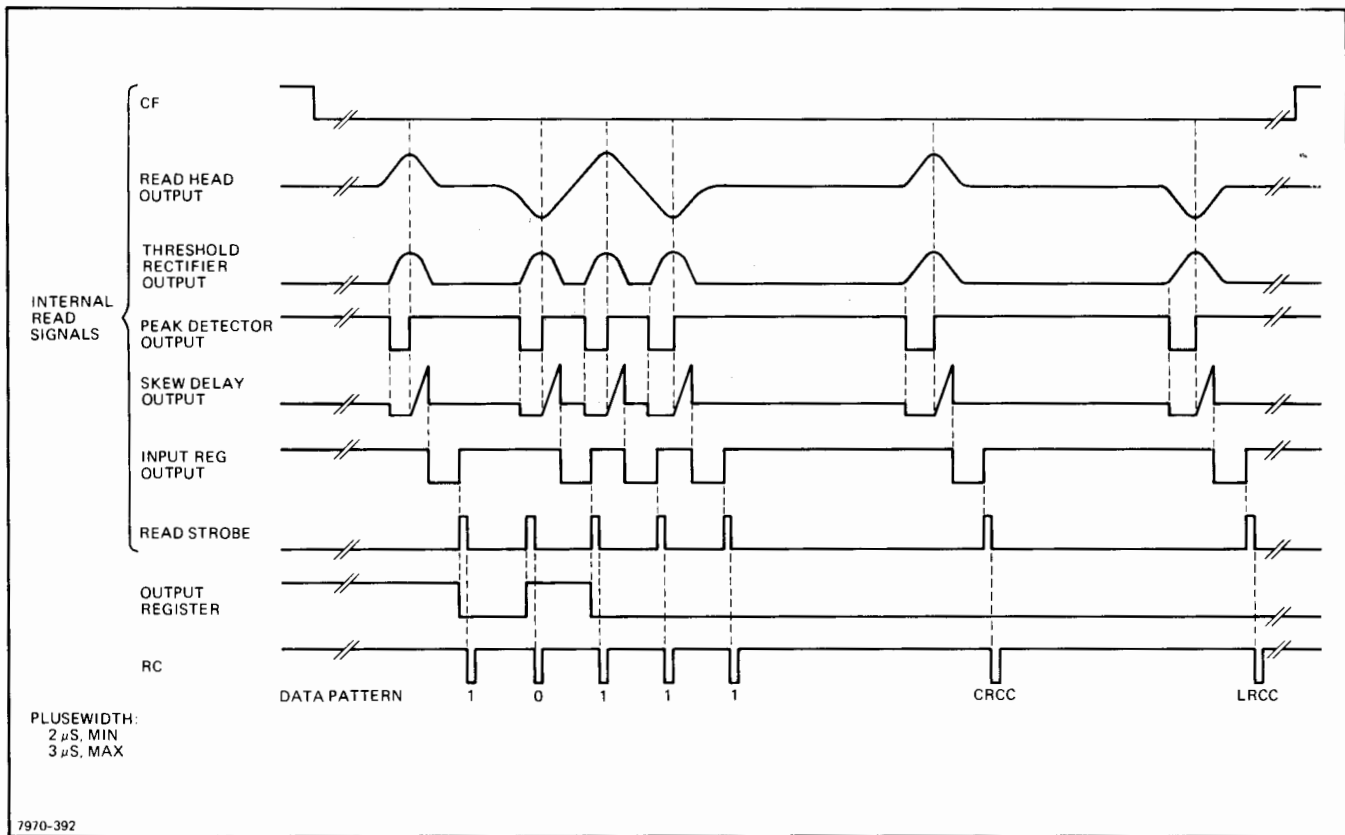 CF
READ HEAD
OUTPUT
THRESHOLD
RECTIFIER
OUTPUT
INTERNAL
READ
SIGNALS
PEAK DETECTOR
OUTPUT
SKEW DELAY
OUTPUT
INPUT REG
OUTPUT
READ STROBE
OUTPUT
REGISTER
RC
DATA PATTERN 1 0 1 1 1 CRCC LRCC
PLUSEWIDTH:
2 μS, MIN
3 μS, MAX
7970-392